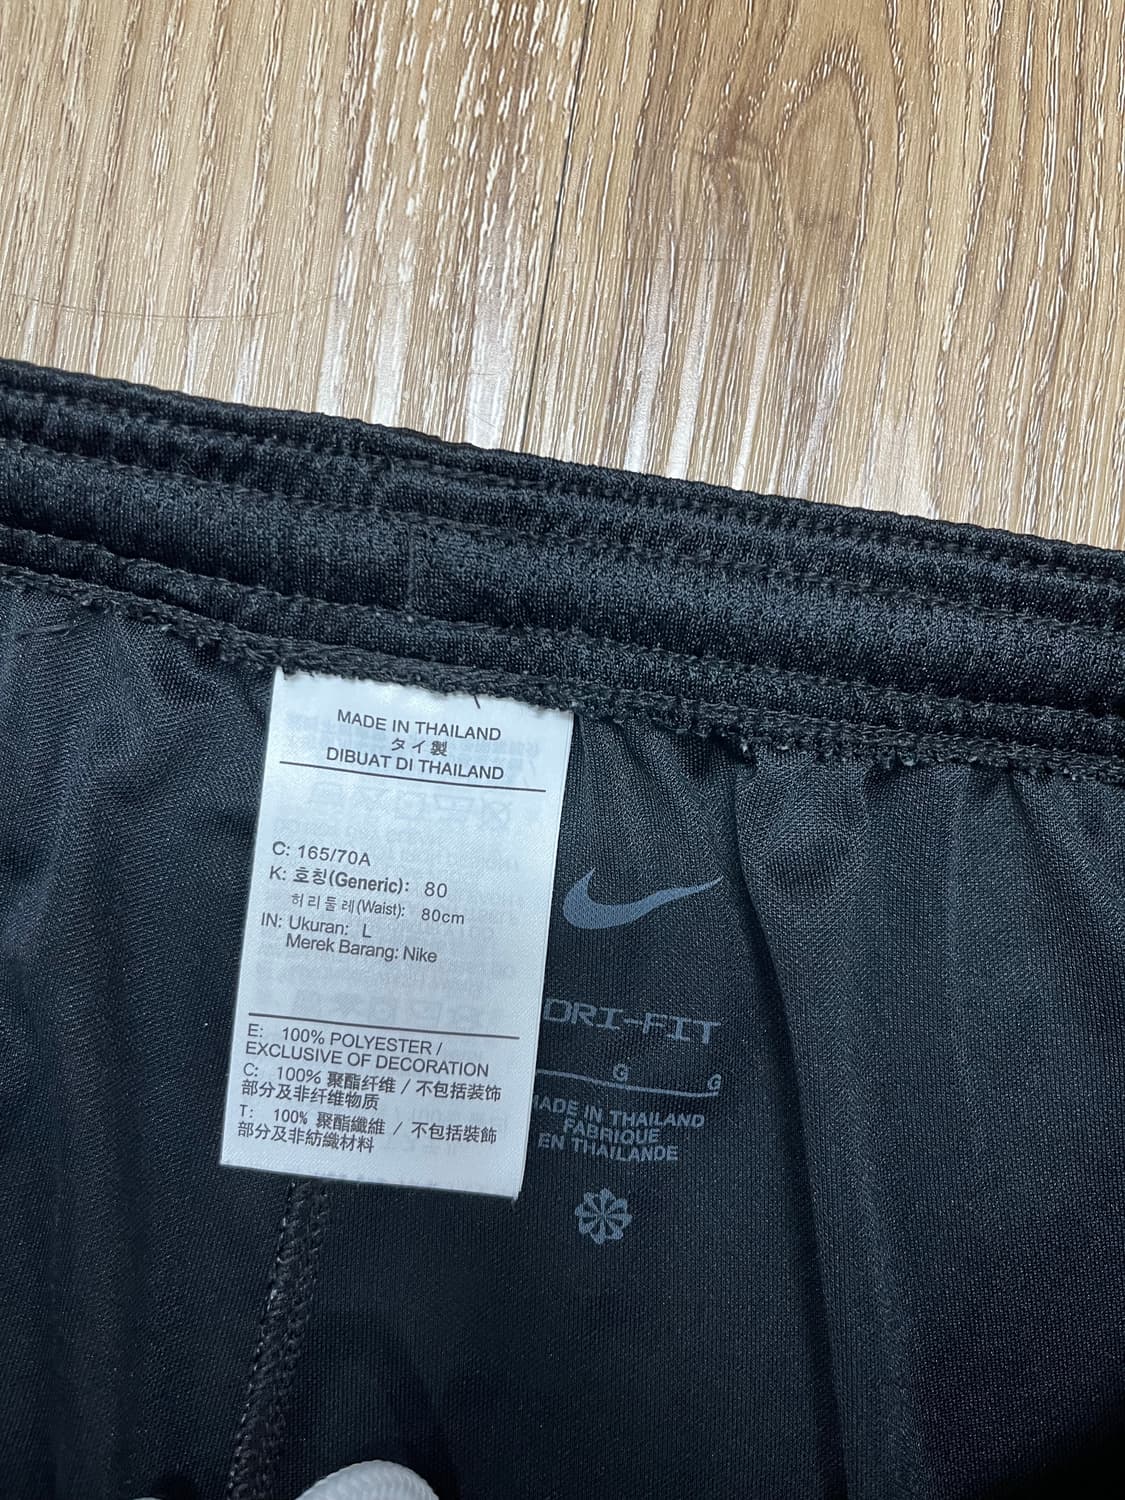 MADE IN THAILAND
タイ製
DIBUAT DI THAILAND
C: 165/70A
K: 호칭(Generic): 80
허리둘레(Waist): 80cm
IN: Ukuran: L
Merek Barang: Nike
E: 100% POLYESTER /
EXCLUSIVE OF DECORATION
C: 100% 聚酯纤维 / 不包括装饰
部分及非纤维物质
T: 100% 聚酯纖維 / 不包括裝飾
部分及非紡織材料
DRI-FIT
G G
MADE IN THAILAND
FABRIQUE
EN THAILANDE